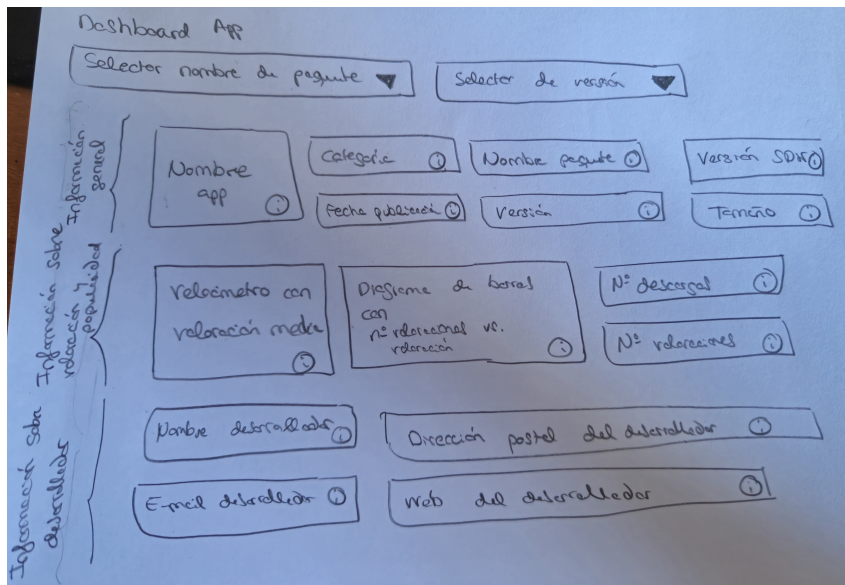 Dashboard App
Selector nombre de paquete
Selector de versión
Información
general
Nombre
app
Categoría
Nombre paquete
Versión SDK
Fecha publicación
Versión
Tamaño
Información sobre
valoración y
popularidad
Velocímetro con
valoración media
Diagrama de barras
con
nº valoraciones vs.
valoración
Nº descargas
Nº valoraciones
Información sobre
desarrollador
Nombre desarrollador
Dirección postal del desarrollador
E-mail desarrollador
Web del desarrollador